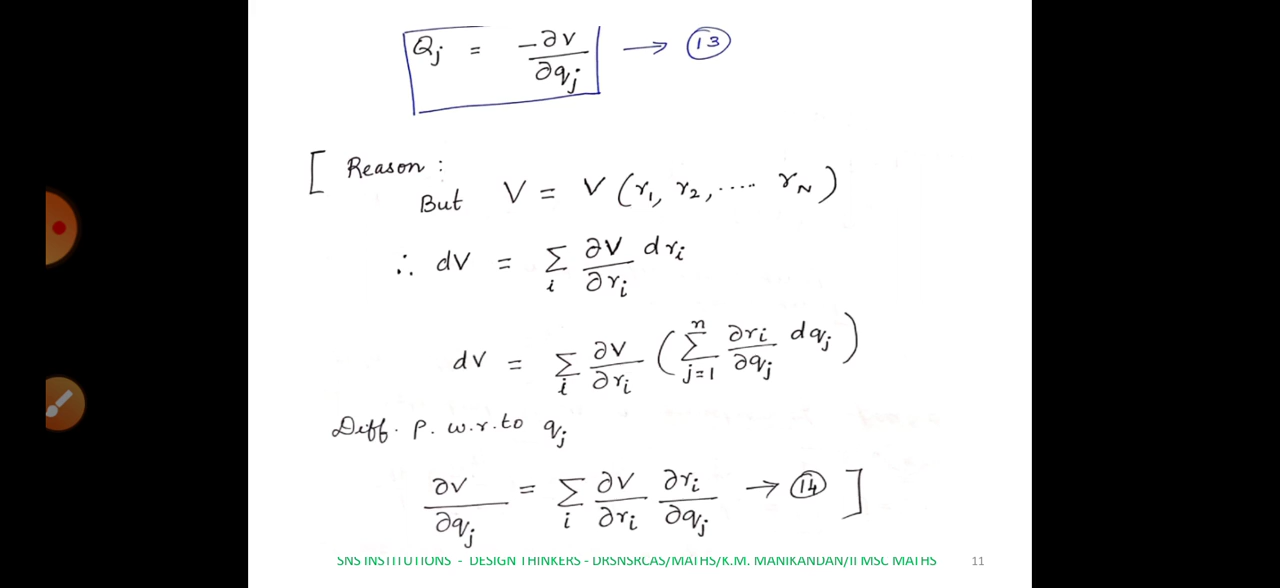 Qj = -∂V/∂qj → (13)
[ Reason :
But V = V (r1, r2, ..... rN)
∴ dV = Σi ∂V/∂ri dri
dV = Σi ∂V/∂ri ( Σ(j=1 to n) ∂ri/∂qj dqj )
Diff. P. w.r.to qj
∂V/∂qj = Σi ∂V/∂ri ∂ri/∂qj → (14) ]
SNS INSTITUTIONS - DESIGN THINKERS - DRSNSRCAS/MATHS/K.M. MANIKANDAN/II MSC MATHS 11